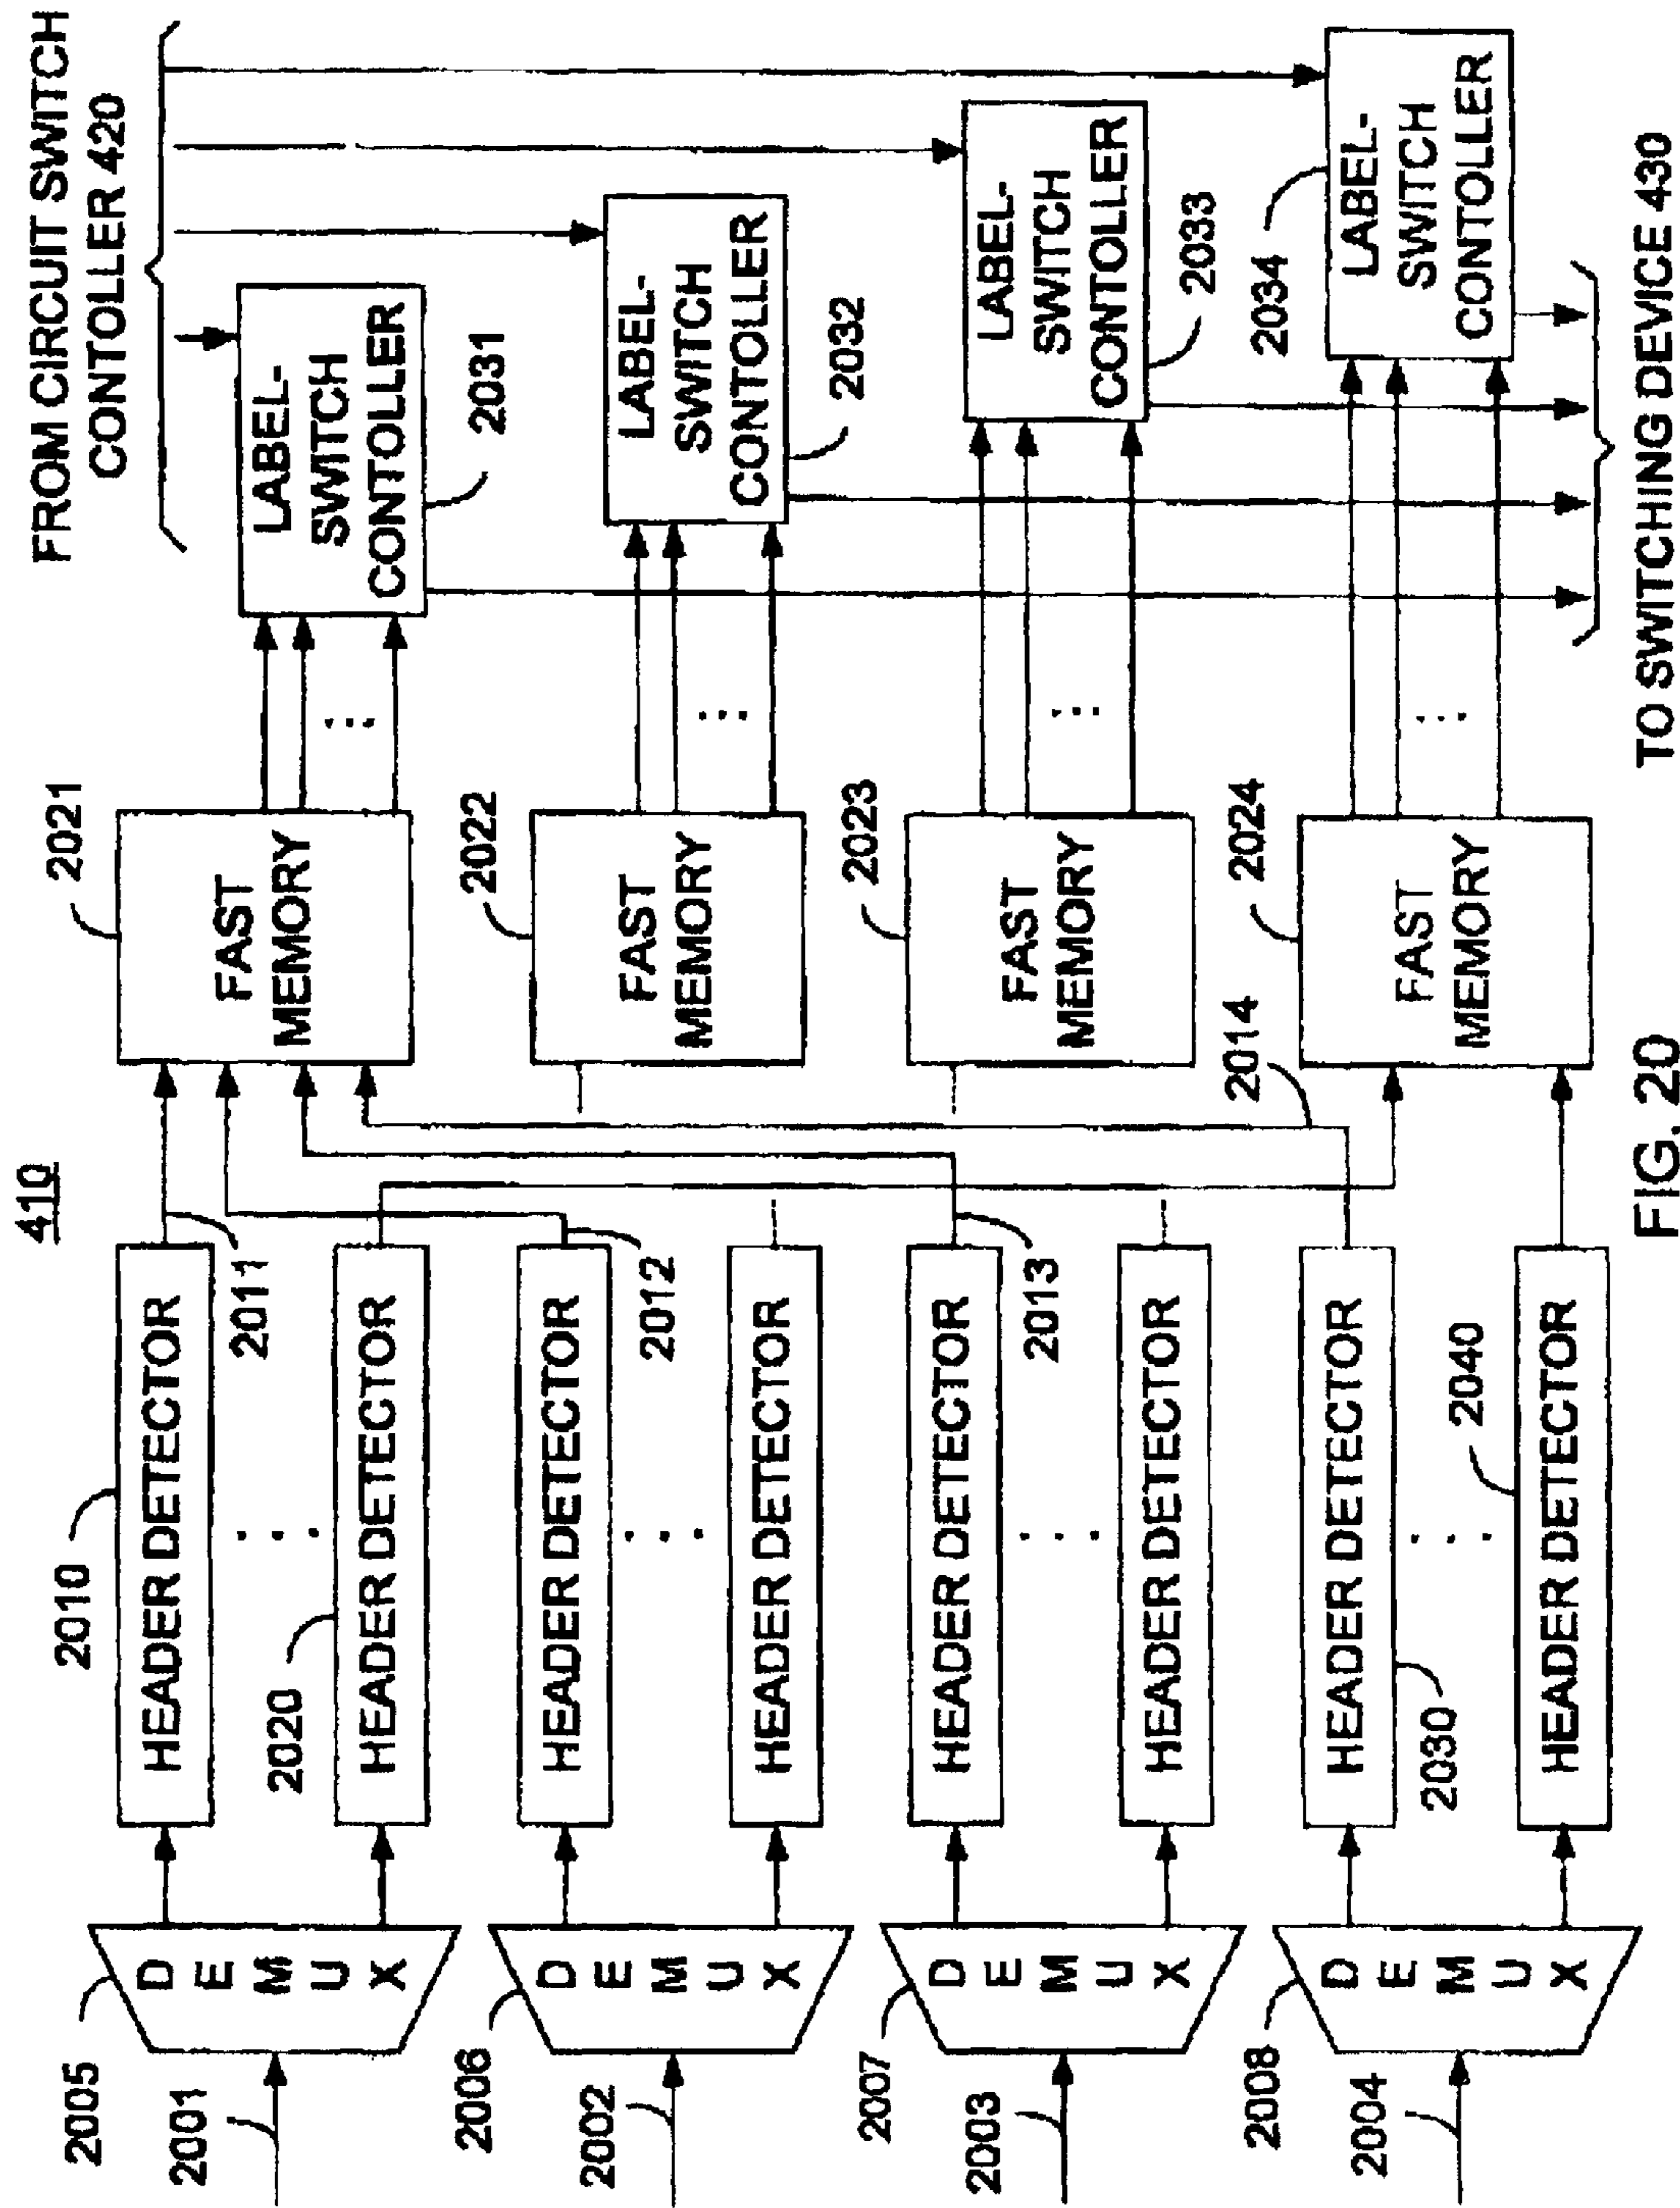 410
FROM CIRCUIT SWITCH
CONTOLLER 420
2005
2001
DEMUX
2010
HEADER DETECTOR
2011
. . .
2020
HEADER DETECTOR
2021
FAST
MEMORY
...
LABEL-
SWITCH
CONTOLLER
2031
2006
2002
DEMUX
HEADER DETECTOR
2012
. . .
HEADER DETECTOR
2022
FAST
MEMORY
...
LABEL-
SWITCH
CONTOLLER
2032
2007
2003
DEMUX
HEADER DETECTOR
2013
. . .
HEADER DETECTOR
2023
FAST
MEMORY
...
LABEL-
SWITCH
CONTOLLER
2033
2008
2004
DEMUX
HEADER DETECTOR
2030
. . .
2040
HEADER DETECTOR
2014
2024
FAST
MEMORY
...
2034
LABEL-
SWITCH
CONTOLLER
TO SWITCHING DEVICE 430
FIG. 20